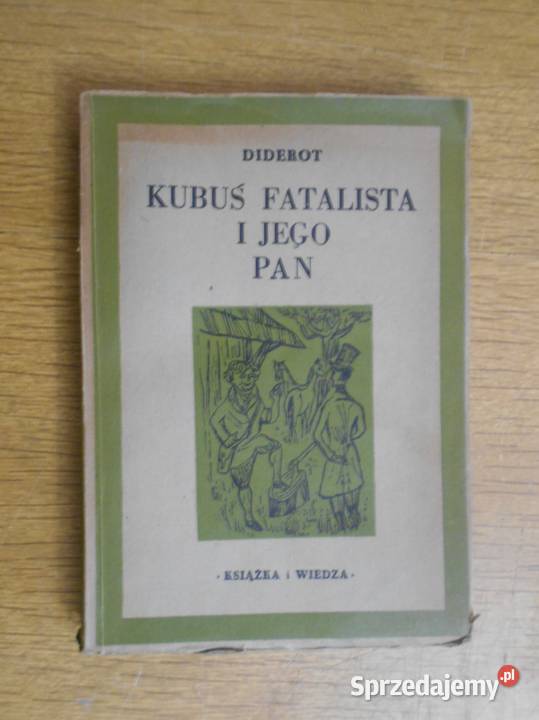 DIDEROT
KUBUŚ FATALISTA
I JEGO
PAN
· KSIĄŻKA i WIEDZA ·
Sprzedajemy.pl